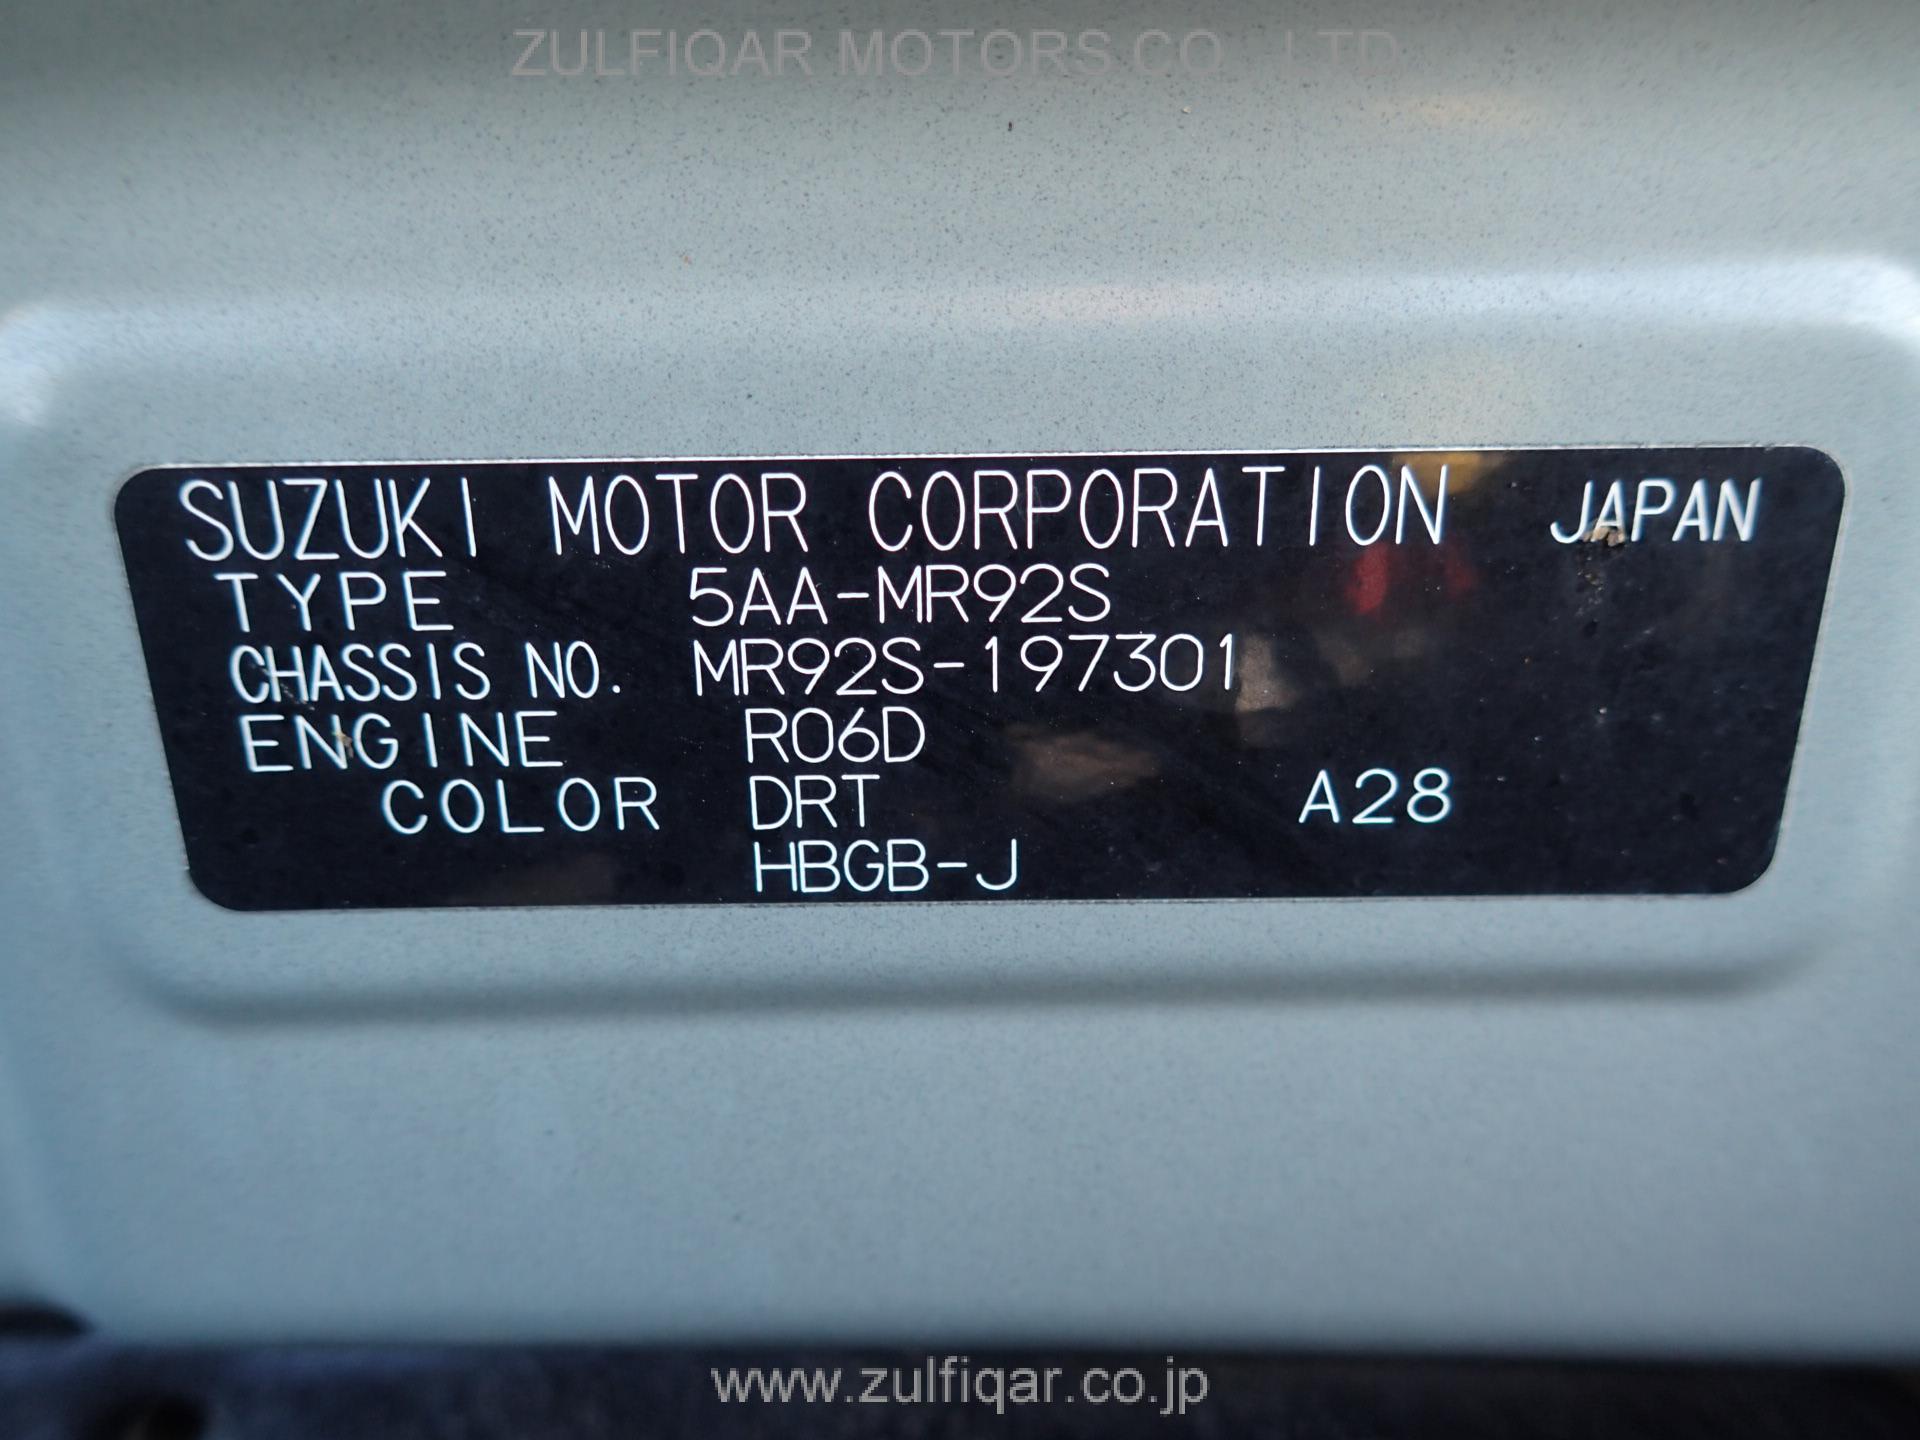 ZULFIQAR MOTORS CO. LTD.
SUZUKI MOTOR CORPORATION JAPAN
TYPE 5AA-MR92S
CHASSIS NO. MR92S-197301
ENGINE R06D
COLOR DRT A28
HBGB-J
www.zulfiqar.co.jp